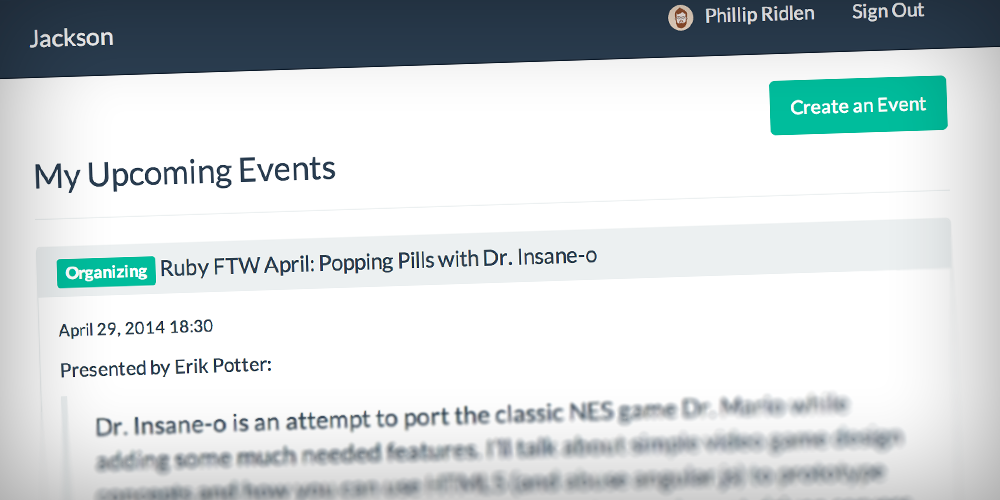 Jackson
Phillip Ridlen
Sign Out
Create an Event
My Upcoming Events
Organizing Ruby FTW April: Popping Pills with Dr. Insane-o
April 29, 2014 18:30
Presented by Erik Potter:
Dr. Insane-o is an attempt to port the classic NES game Dr. Mario while
adding some much needed features. I'll talk about simple video game design
concepts and how you can use HTML5 (and abuse angular js) to prototype